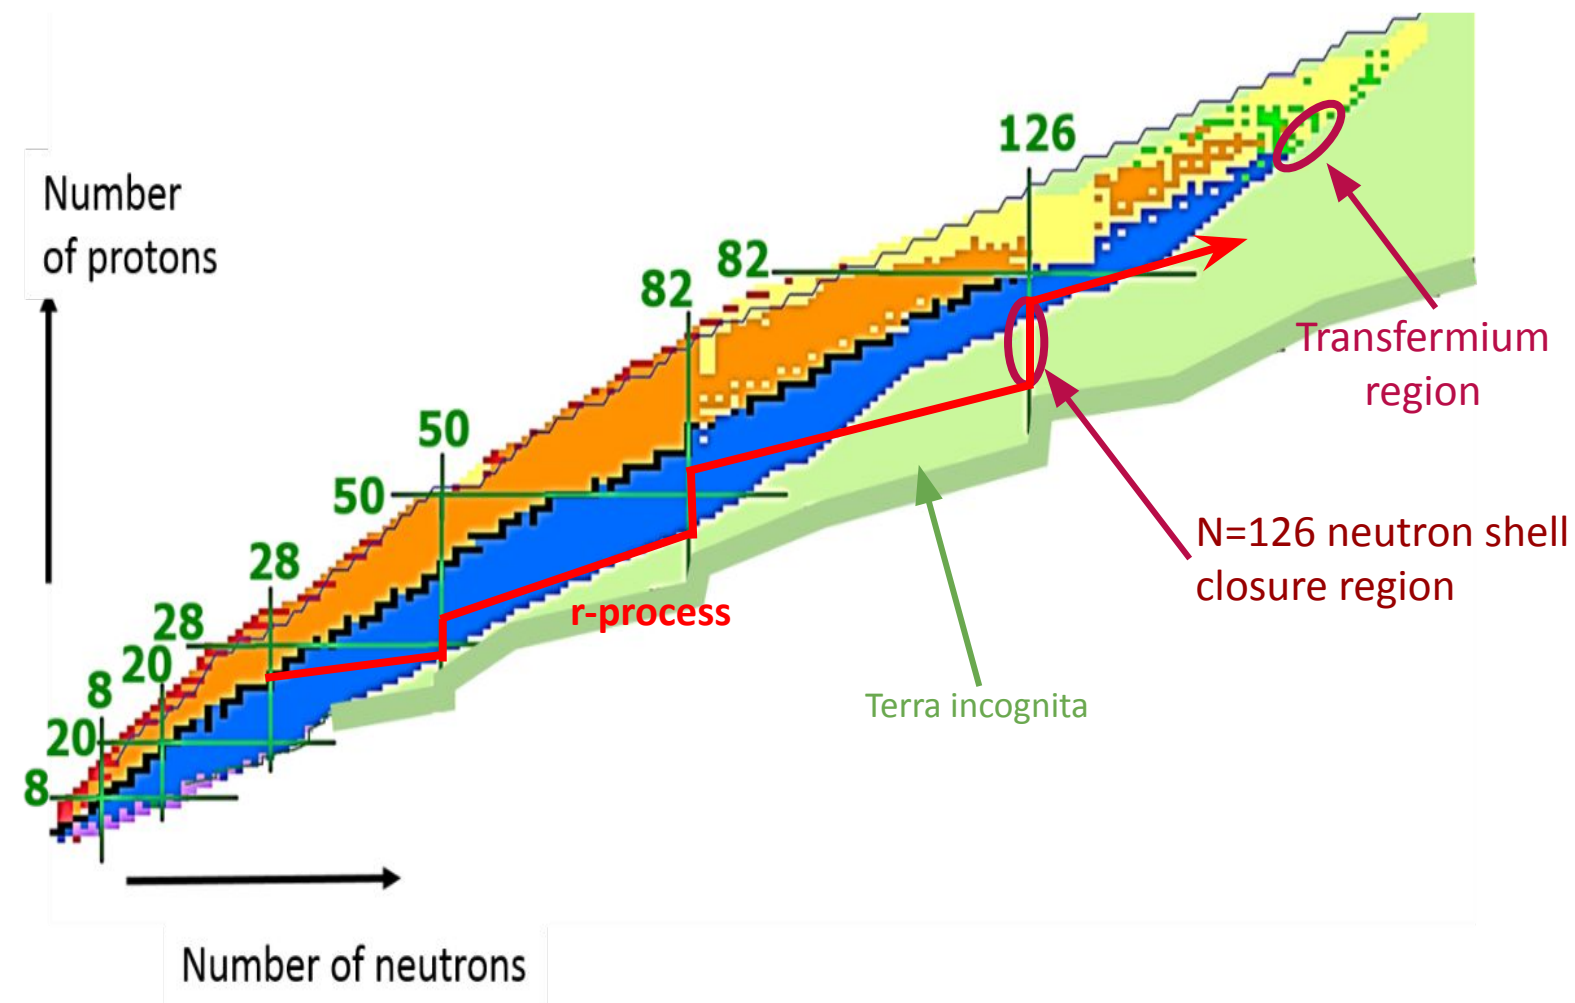 126
Number
of protons
82
82
Transfermium
region
50
50
N=126 neutron shell
closure region
28
r-process
28
20
8
Terra incognita
20
8
Number of neutrons